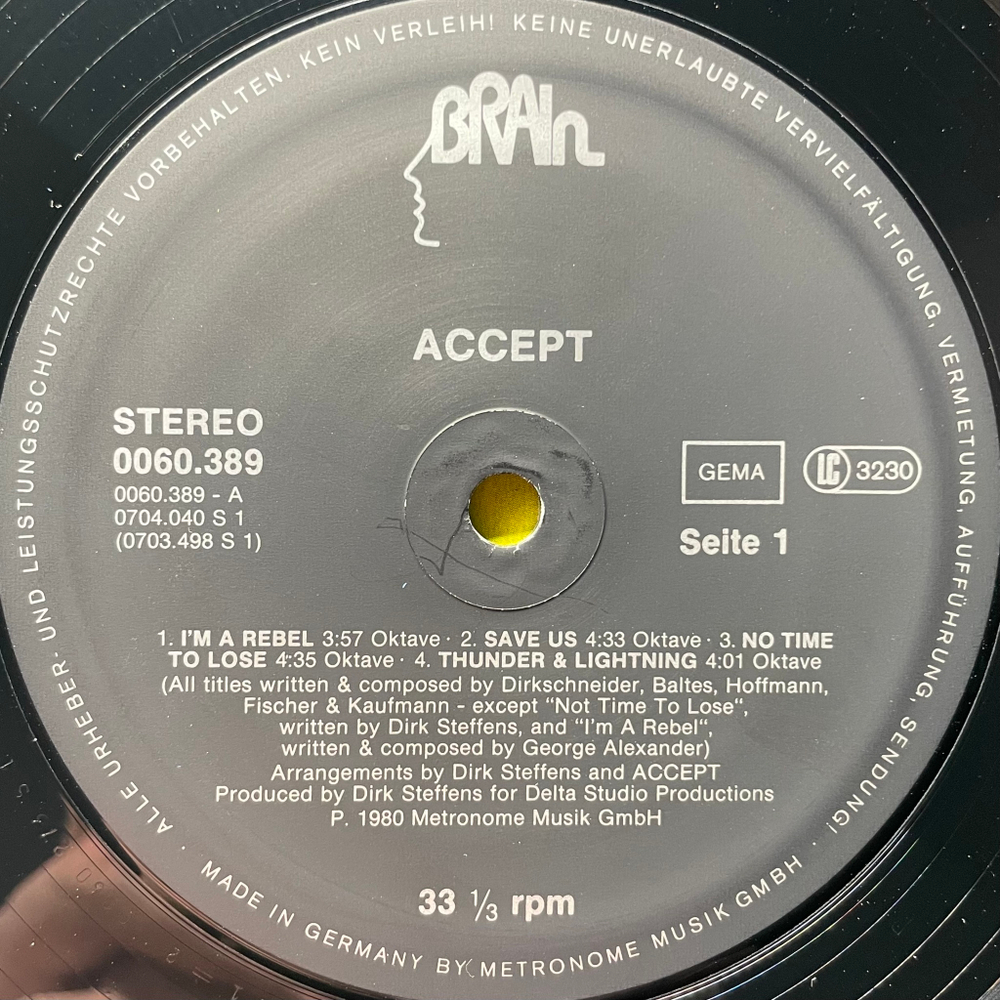 ALLE URHEBER- UND LEISTUNGSSCHUTZRECHTE VORBEHALTEN. KEIN VERLEIH! KEINE UNERLAUBTE VERVIELFÄLTIGUNG, VERMIETUNG, AUFFÜHRUNG, SENDUNG!
BRAIn
ACCEPT
STEREO
0060.389
0060.389 - A
0704.040 S 1
(0703.498 S 1)
GEMA LC 3230
Seite 1
1. I'M A REBEL 3:57 Oktave · 2. SAVE US 4:33 Oktave · 3. NO TIME
TO LOSE 4:35 Oktave · 4. THUNDER & LIGHTNING 4:01 Oktave
(All titles written & composed by Dirkschneider, Baltes, Hoffmann,
Fischer & Kaufmann - except “Not Time To Lose“,
written by Dirk Steffens, and “I'm A Rebel“,
written & composed by George Alexander)
Arrangements by Dirk Steffens and ACCEPT
Produced by Dirk Steffens for Delta Studio Productions
P. 1980 Metronome Musik GmbH
33 1/3 rpm
· MADE IN GERMANY BY METRONOME MUSIK GMBH ·